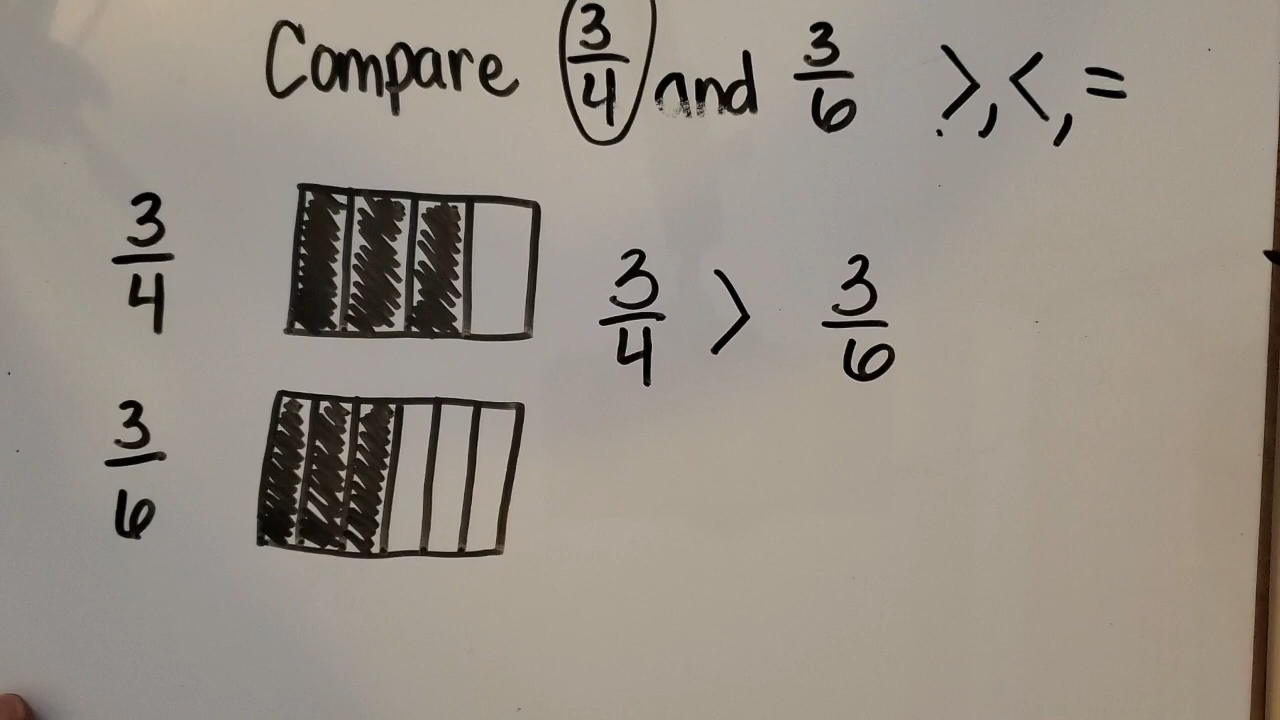 Compare 3/4 and 3/6 >, <, =
3/4
3/4 > 3/6
3/6